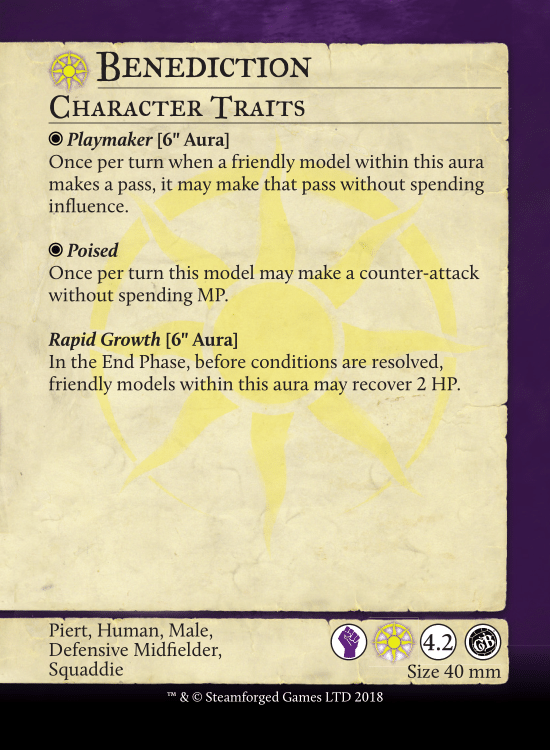 Benediction
Character Traits
Playmaker [6" Aura]
Once per turn when a friendly model within this aura
makes a pass, it may make that pass without spending
influence.
Poised
Once per turn this model may make a counter-attack
without spending MP.
Rapid Growth [6" Aura]
In the End Phase, before conditions are resolved,
friendly models within this aura may recover 2 HP.
Piert, Human, Male,
Defensive Midfielder,
Squaddie
4.2
GB
Size 40 mm
™ & © Steamforged Games LTD 2018